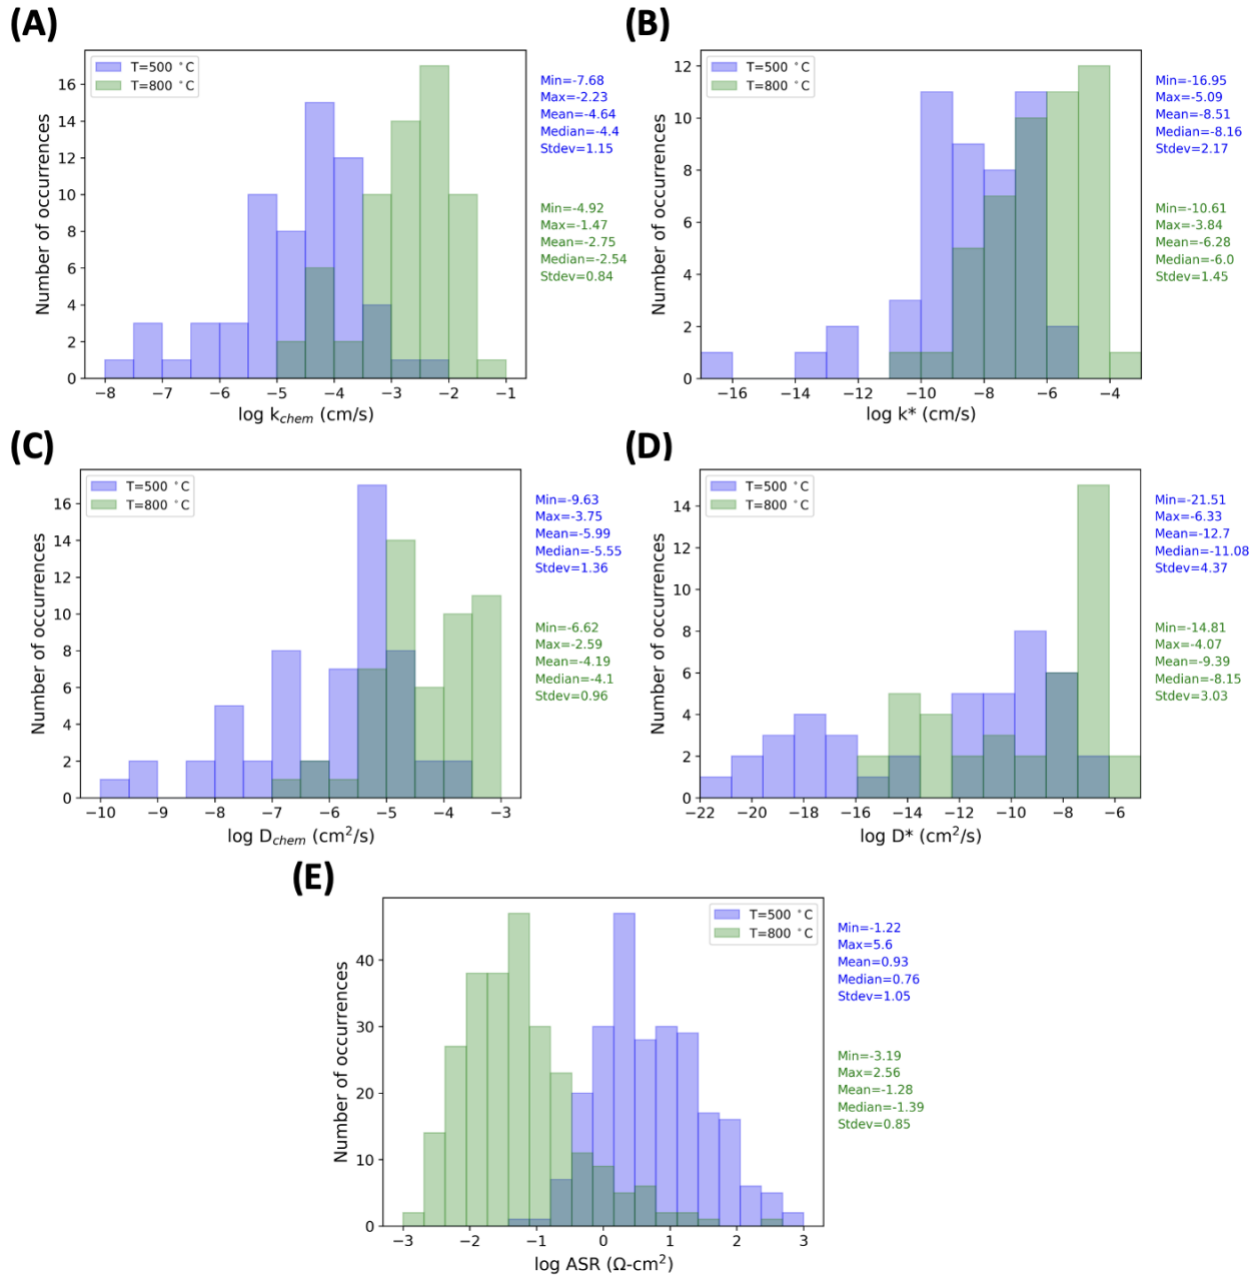 (A)
T=500 °C
T=800 °C
Number of occurrences
16
14
12
10
8
6
4
2
0
−8
−7
−6
−5
−4
−3
−2
−1
log kchem (cm/s)
Min=-7.68
Max=-2.23
Mean=-4.64
Median=-4.4
Stdev=1.15
Min=-4.92
Max=-1.47
Mean=-2.75
Median=-2.54
Stdev=0.84
(B)
T=500 °C
T=800 °C
Number of occurrences
12
10
8
6
4
2
0
−16
−14
−12
−10
−8
−6
−4
log k* (cm/s)
Min=-16.95
Max=-5.09
Mean=-8.51
Median=-8.16
Stdev=2.17
Min=-10.61
Max=-3.84
Mean=-6.28
Median=-6.0
Stdev=1.45
(C)
T=500 °C
T=800 °C
Number of occurrences
16
14
12
10
8
6
4
2
0
−10
−9
−8
−7
−6
−5
−4
−3
log Dchem (cm²/s)
Min=-9.63
Max=-3.75
Mean=-5.99
Median=-5.55
Stdev=1.36
Min=-6.62
Max=-2.59
Mean=-4.19
Median=-4.1
Stdev=0.96
(D)
T=500 °C
T=800 °C
Number of occurrences
14
12
10
8
6
4
2
0
−22
−20
−18
−16
−14
−12
−10
−8
−6
log D* (cm²/s)
Min=-21.51
Max=-6.33
Mean=-12.7
Median=-11.08
Stdev=4.37
Min=-14.81
Max=-4.07
Mean=-9.39
Median=-8.15
Stdev=3.03
(E)
T=500 °C
T=800 °C
Number of occurrences
40
30
20
10
0
−3
−2
−1
0
1
2
3
log ASR (Ω-cm²)
Min=-1.22
Max=5.6
Mean=0.93
Median=0.76
Stdev=1.05
Min=-3.19
Max=2.56
Mean=-1.28
Median=-1.39
Stdev=0.85